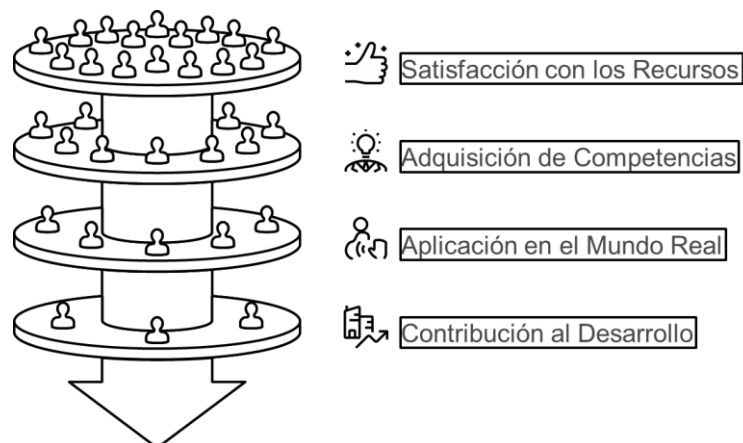 Satisfacción con los Recursos
Adquisición de Competencias
Aplicación en el Mundo Real
Contribución al Desarrollo